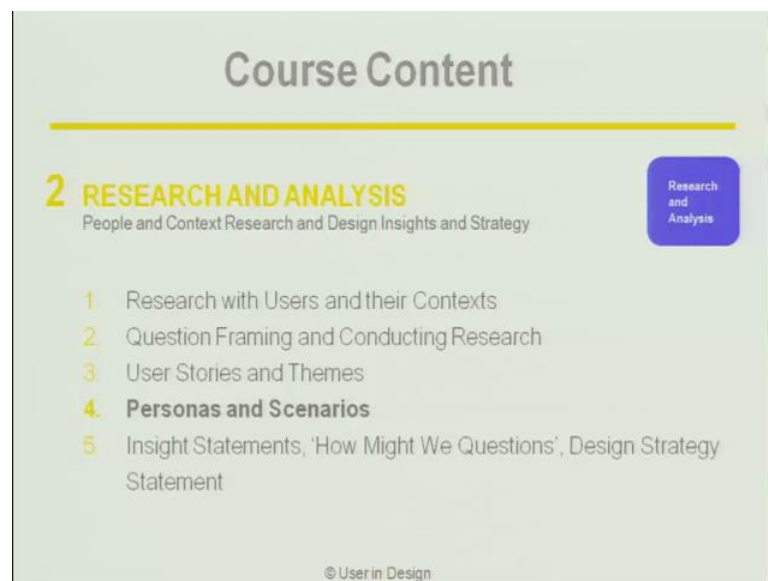 Course Content
2 RESEARCH AND ANALYSIS
People and Context Research and Design Insights and Strategy
Research
and
Analysis
1. Research with Users and their Contexts
2. Question Framing and Conducting Research
3. User Stories and Themes
4. Personas and Scenarios
5. Insight Statements, ‘How Might We Questions’, Design Strategy
Statement
© User in Design